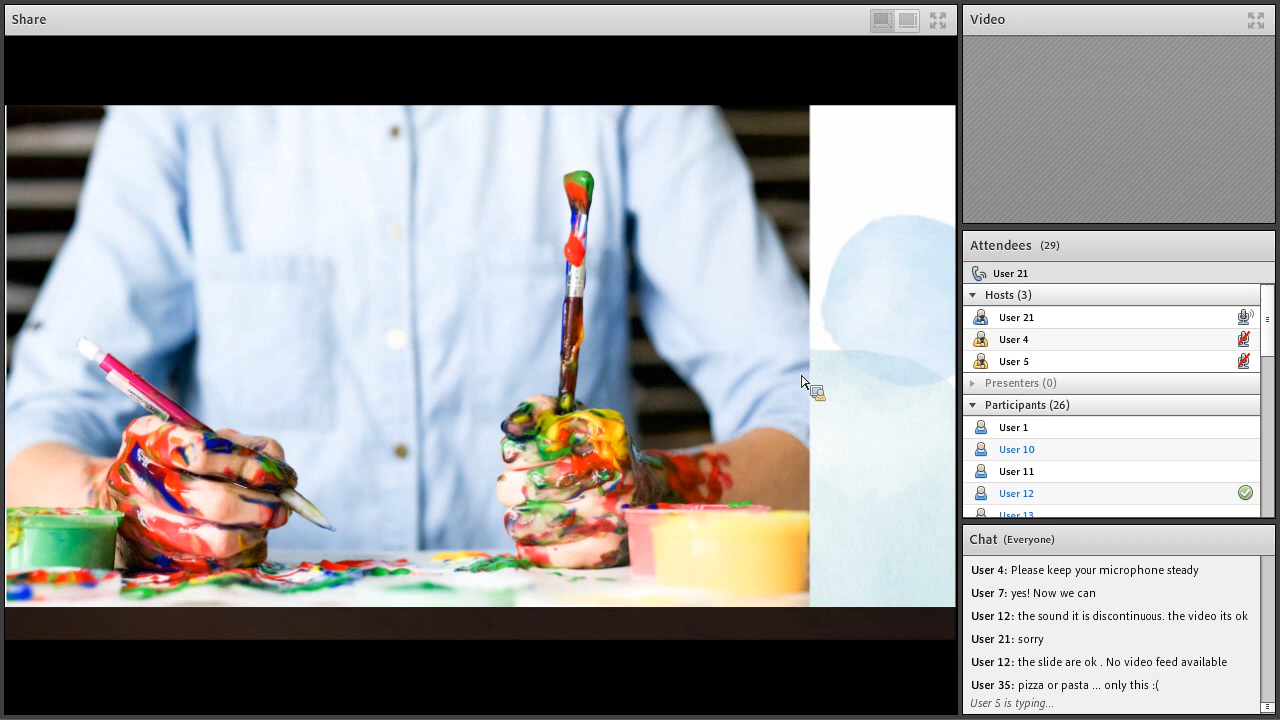 Share
Video
Attendees (29)
User 21
Hosts (3)
User 21
User 4
User 5
Presenters (0)
Participants (26)
User 1
User 10
User 11
User 12
User 13
Chat (Everyone)
User 4: Please keep your microphone steady
User 7: yes! Now we can
User 12: the sound it is discontinuous. the video its ok
User 21: sorry
User 12: the slide are ok . No video feed available
User 35: pizza or pasta ... only this :(
User 5 is typing...